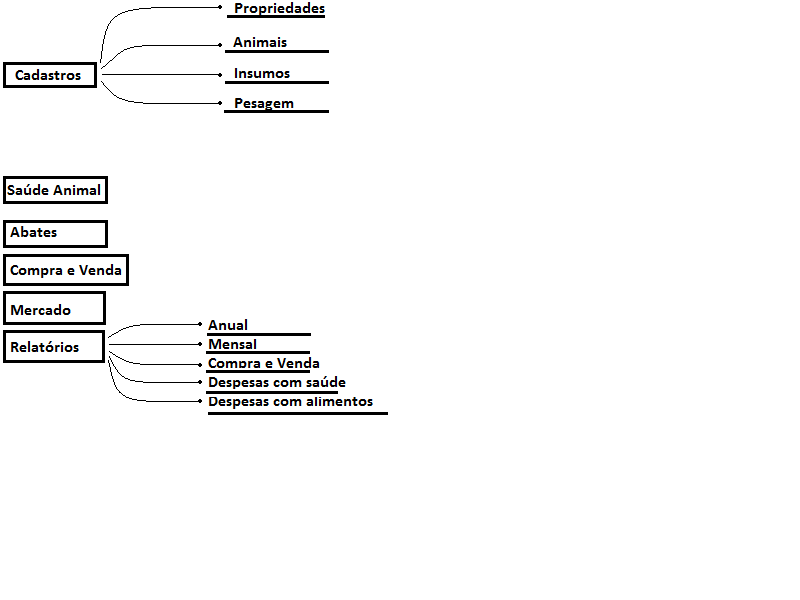 Propriedades
Animais
Cadastros
Insumos
Pesagem
Saúde Animal
Abates
Compra e Venda
Mercado
Relatórios
Anual
Mensal
Compra e Venda
Despesas com saúde
Despesas com alimentos